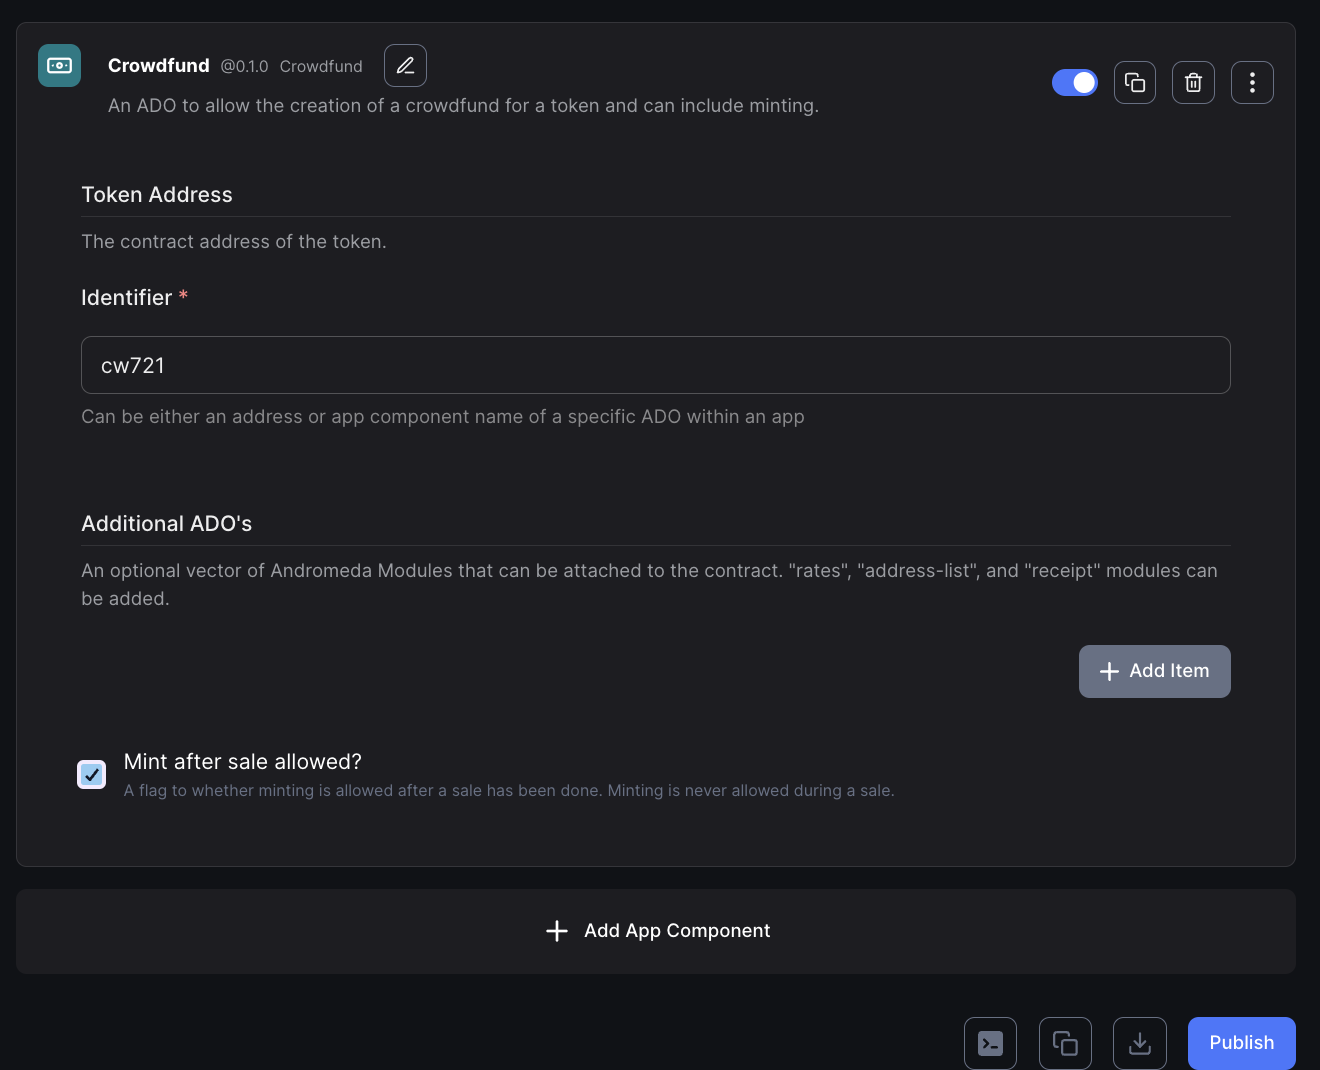 Crowdfund @0.1.0 Crowdfund
An ADO to allow the creation of a crowdfund for a token and can include minting.
Token Address
The contract address of the token.
Identifier *
cw721
Can be either an address or app component name of a specific ADO within an app
Additional ADO's
An optional vector of Andromeda Modules that can be attached to the contract. "rates", "address-list", and "receipt" modules can
be added.
Add Item
Mint after sale allowed?
A flag to whether minting is allowed after a sale has been done. Minting is never allowed during a sale.
Add App Component
Publish